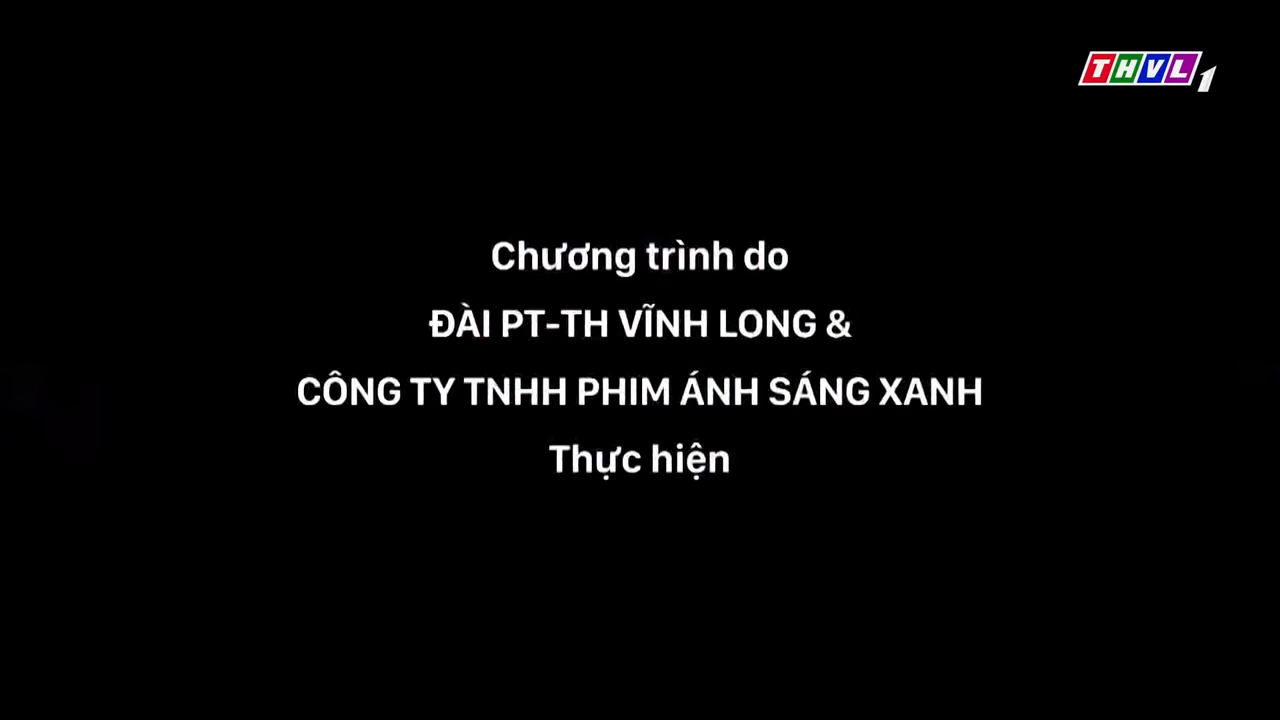 THVL1
Chương trình do
ĐÀI PT-TH VĨNH LONG &
CÔNG TY TNHH PHIM ÁNH SÁNG XANH
Thực hiện